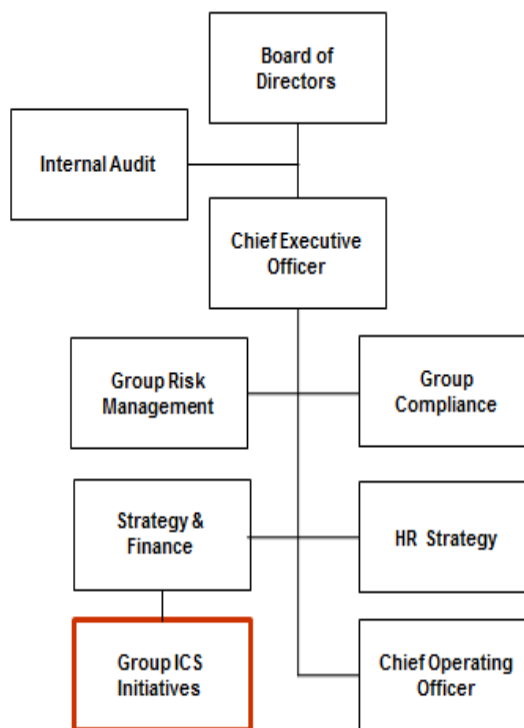 Board of
Directors
Internal Audit
Chief Executive
Officer
Group Risk
Management
Group
Compliance
Strategy &
Finance
HR Strategy
Group ICS
Initiatives
Chief Operating
Officer